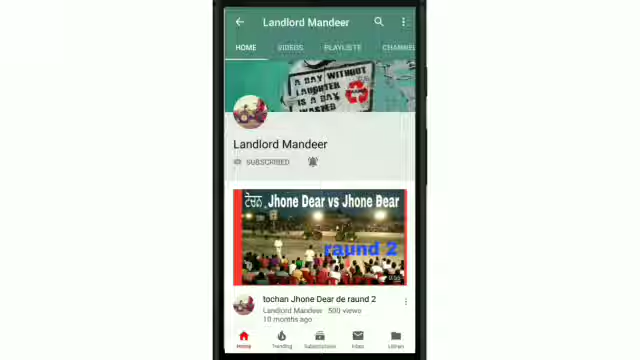 Landlord Mandeer
HOME VIDEOS PLAYLISTS CHANNEL
A DAY WITHOUT
LAUGHTER
IS A DAY
WASTED
Landlord Mandeer
SUBSCRIBED
ਟੋਚਨ Jhone Dear vs Jhone Dear
raund 2
tochan Jhone Dear de raund 2
Landlord Mandeer 500 views
10 months ago
Home Trending Subscriptions Inbox Library